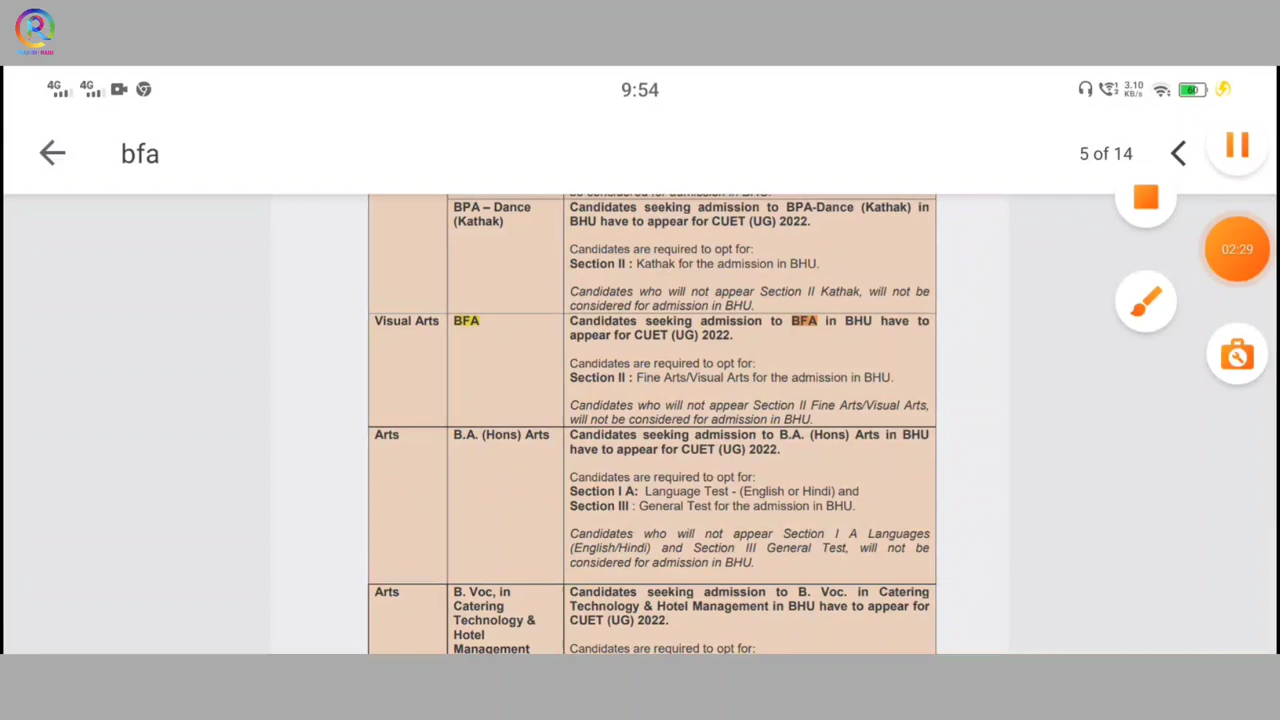 4G 4G 9:54 3.10 KB/s 60
bfa 5 of 14
02:29
BPA – Dance (Kathak)
Candidates seeking admission to BPA-Dance (Kathak) in
BHU have to appear for CUET (UG) 2022.
Candidates are required to opt for:
Section II : Kathak for the admission in BHU.
Candidates who will not appear Section II Kathak, will not be
considered for admission in BHU.
Visual Arts
BFA
Candidates seeking admission to BFA in BHU have to
appear for CUET (UG) 2022.
Candidates are required to opt for:
Section II : Fine Arts/Visual Arts for the admission in BHU.
Candidates who will not appear Section II Fine Arts/Visual Arts,
will not be considered for admission in BHU.
Arts
B.A. (Hons) Arts
Candidates seeking admission to B.A. (Hons) Arts in BHU
have to appear for CUET (UG) 2022.
Candidates are required to opt for:
Section I A: Language Test - (English or Hindi) and
Section III : General Test for the admission in BHU.
Candidates who will not appear Section I A Languages
(English/Hindi) and Section III General Test, will not be
considered for admission in BHU.
Arts
B. Voc, in
Catering
Technology &
Hotel
Management
Candidates seeking admission to B. Voc. in Catering
Technology & Hotel Management in BHU have to appear for
CUET (UG) 2022.
Candidates are required to opt for: